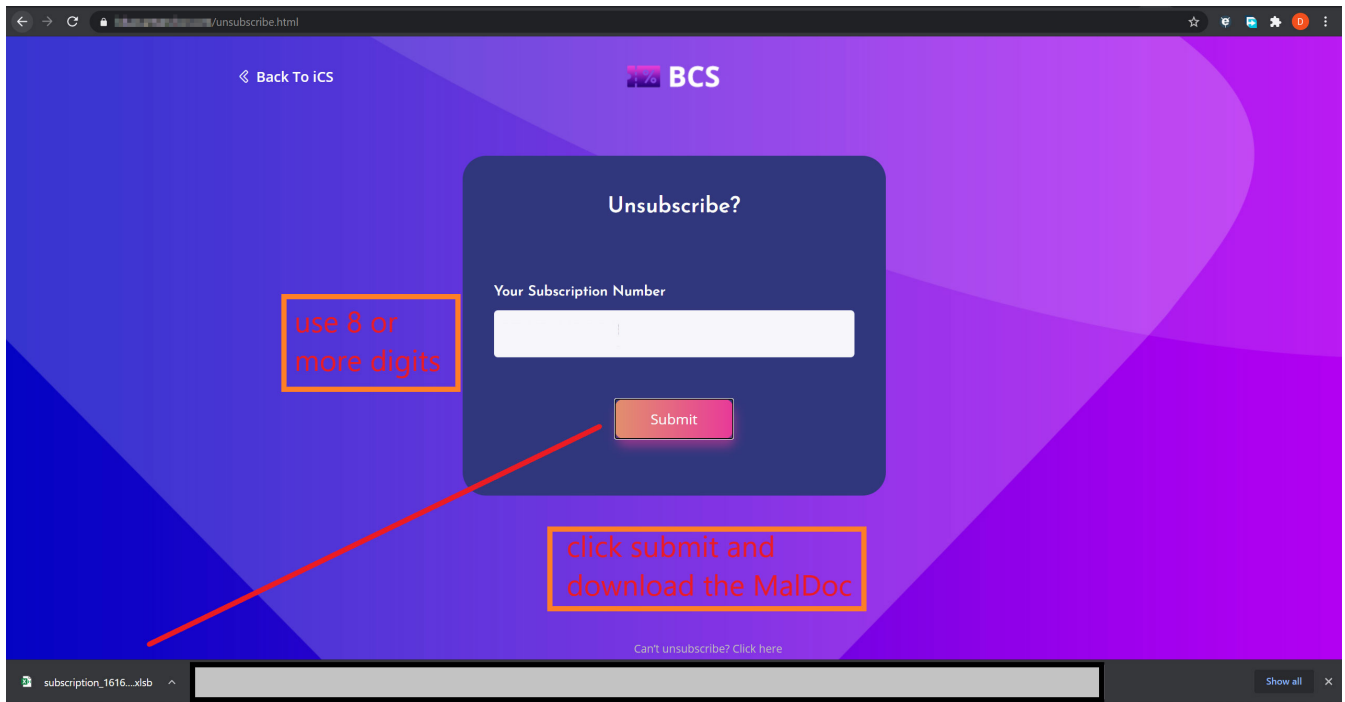 /unsubscribe.html
D
Back To iCS
BCS
Unsubscribe?
Your Subscription Number
use 8 or
more digits
Submit
click submit and
download the MalDoc
Can't unsubscribe? Click here
subscription_1616....xlsb
Show all